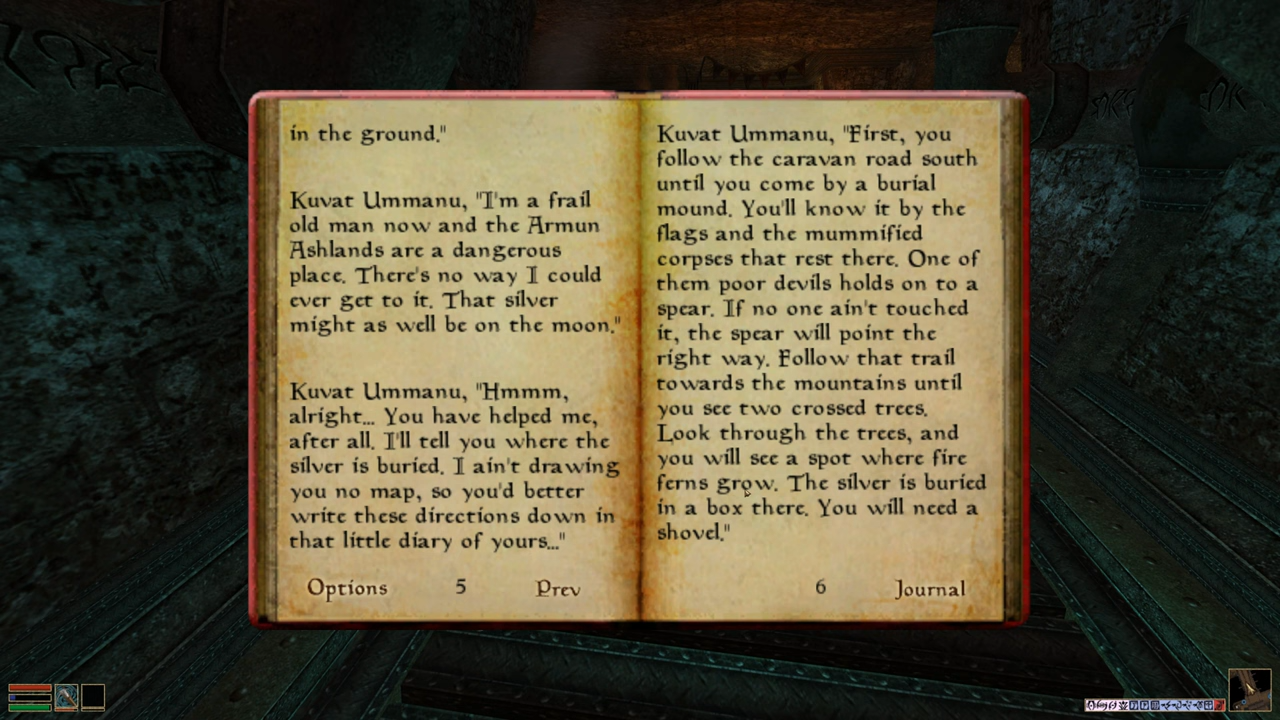 in the ground."
Kuvat Ummanu, "I'm a frail
old man now and the Armun
Ashlands are a dangerous
place. There's no way I could
ever get to it. That silver
might as well be on the moon."
Kuvat Ummanu, "Hmmm,
alright... You have helped me,
after all. I'll tell you where the
silver is buried. I ain't drawing
you no map, so you'd better
write these directions down in
that little diary of yours..."
Options 5 Prev
Kuvat Ummanu, "First, you
follow the caravan road south
until you come by a burial
mound. You'll know it by the
flags and the mummified
corpses that rest there. One of
them poor devils holds on to a
spear. If no one ain't touched
it, the spear will point the
right way. Follow that trail
towards the mountains until
you see two crossed trees.
Look through the trees, and
you will see a spot where fire
ferns grow. The silver is buried
in a box there. You will need a
shovel."
6 Journal